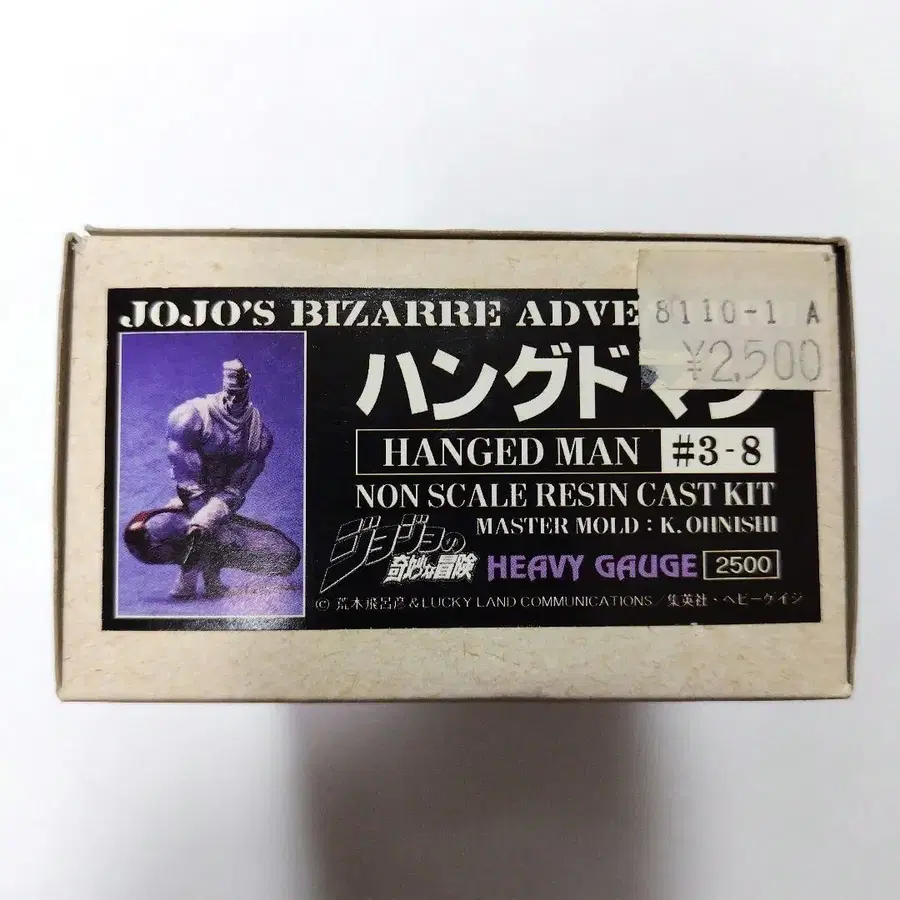 JOJO'S BIZARRE ADVE
8110-1 A
¥2,500
ハングドマン
HANGED MAN #3-8
NON SCALE RESIN CAST KIT
MASTER MOLD : K. OHNISHI
ジョジョの
奇妙な冒険
HEAVY GAUGE 2500
© 荒木飛呂彦&LUCKY LAND COMMUNICATIONS／集英社・ヘビーゲイジ